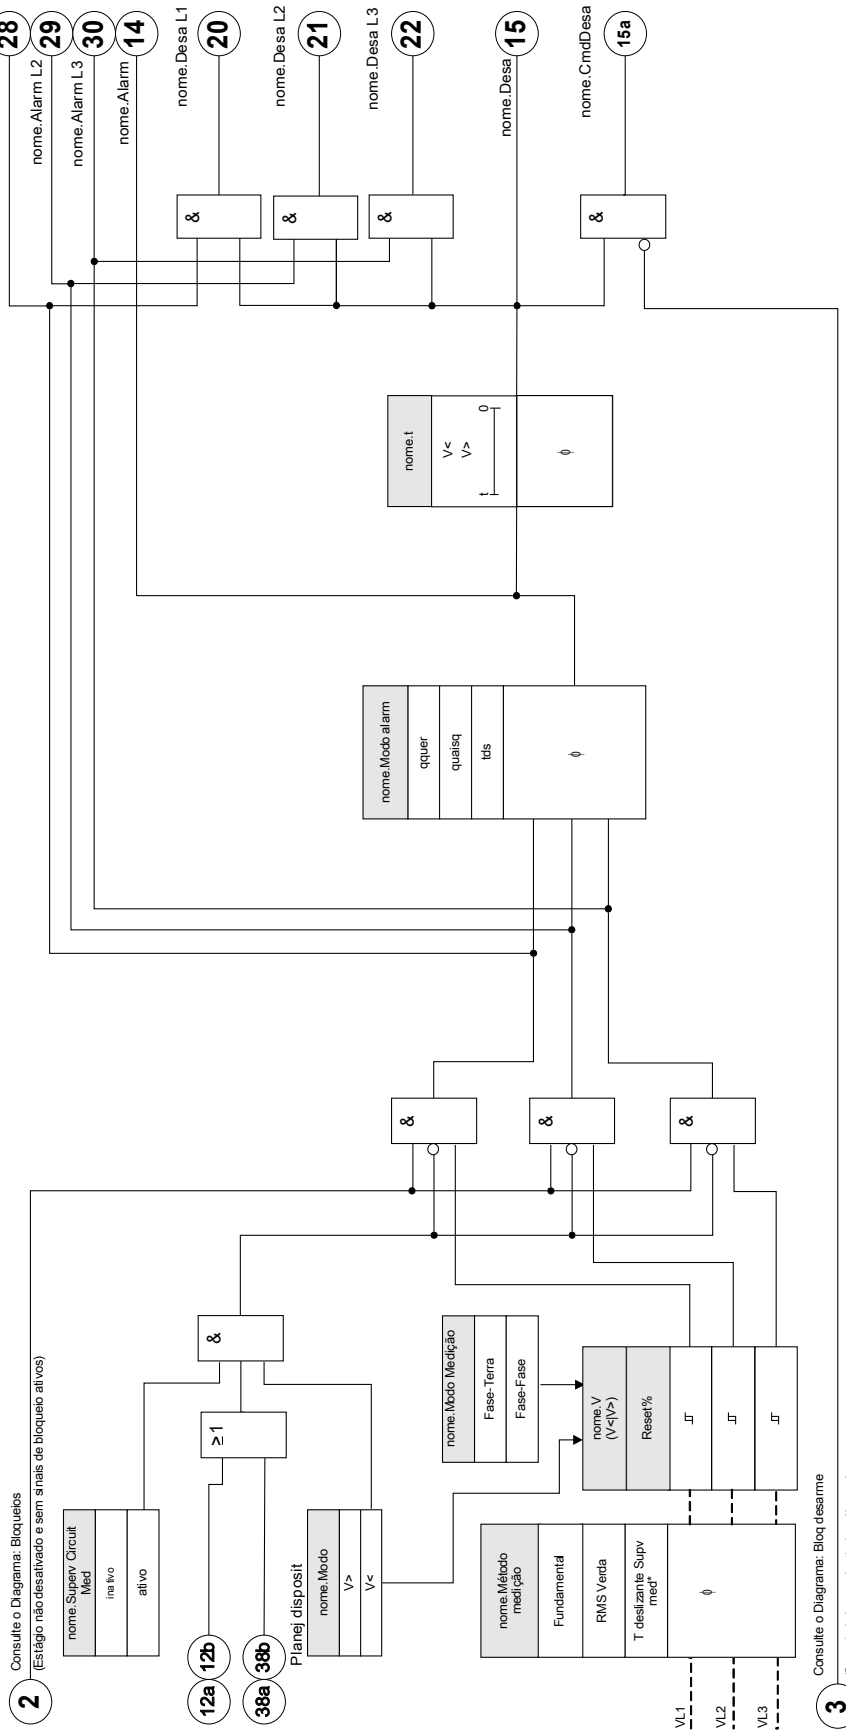 28
29
30
14
20
21
22
15
15a
nome.Alarm L2
nome.Alarm L3
nome.Alarm
nome.Desa L1
nome.Desa L2
nome.Desa L3
nome.Desa
nome.CmdDesa
&
&
&
&
nome.t
V<
V>
t
0
φ
nome.Modo alarm
qquer
quaisq
tds
φ
&
&
&
2
Consulte o Diagrama: Bloqueios
(Estágio não desativado e sem sinais de bloqueio ativos)
nome.Superv Circuit
Med
inativo
ativo
&
≥1
12a
12b
38a
38b
Planej disposit
nome.Modo
V>
V<
nome.Modo Medição
Fase-Terra
Fase-Fase
nome.V
(V<|V>)
Reset%
nome.Método
medição
Fundamental
RMS Verda
T deslizante Supv
med*
φ
VL1
VL2
VL3
3
Consulte o Diagrama: Bloq desarme